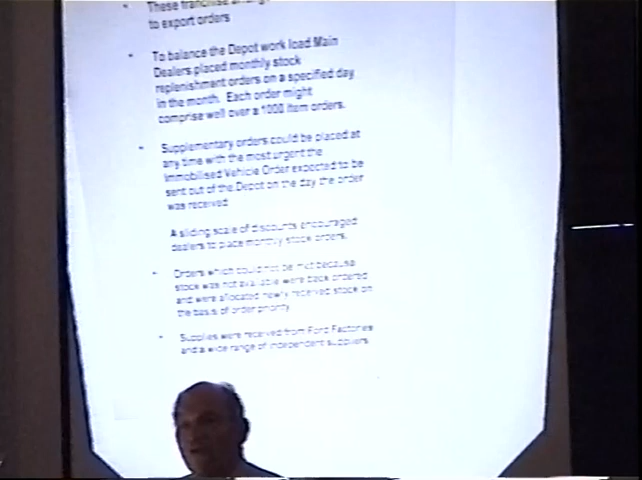 These franchise
to export orders
• To balance the Depot work load Main
Dealers placed monthly stock
replenishment orders on a specified day
in the month. Each order might
comprise well over a 1000 item orders.
• Supplementary orders could be placed at
any time with the most urgent the
Immobilised Vehicle Order expected to be
sent out of the Depot on the day the order
was received
A sliding scale of discounts encouraged
dealers to place monthly stock orders.
• Orders which could not be met because
stock was not available were back ordered
and were allocated newly received stock on
the basis of order priority
• Supplies were received from Ford Factories
and a wide range of independent suppliers